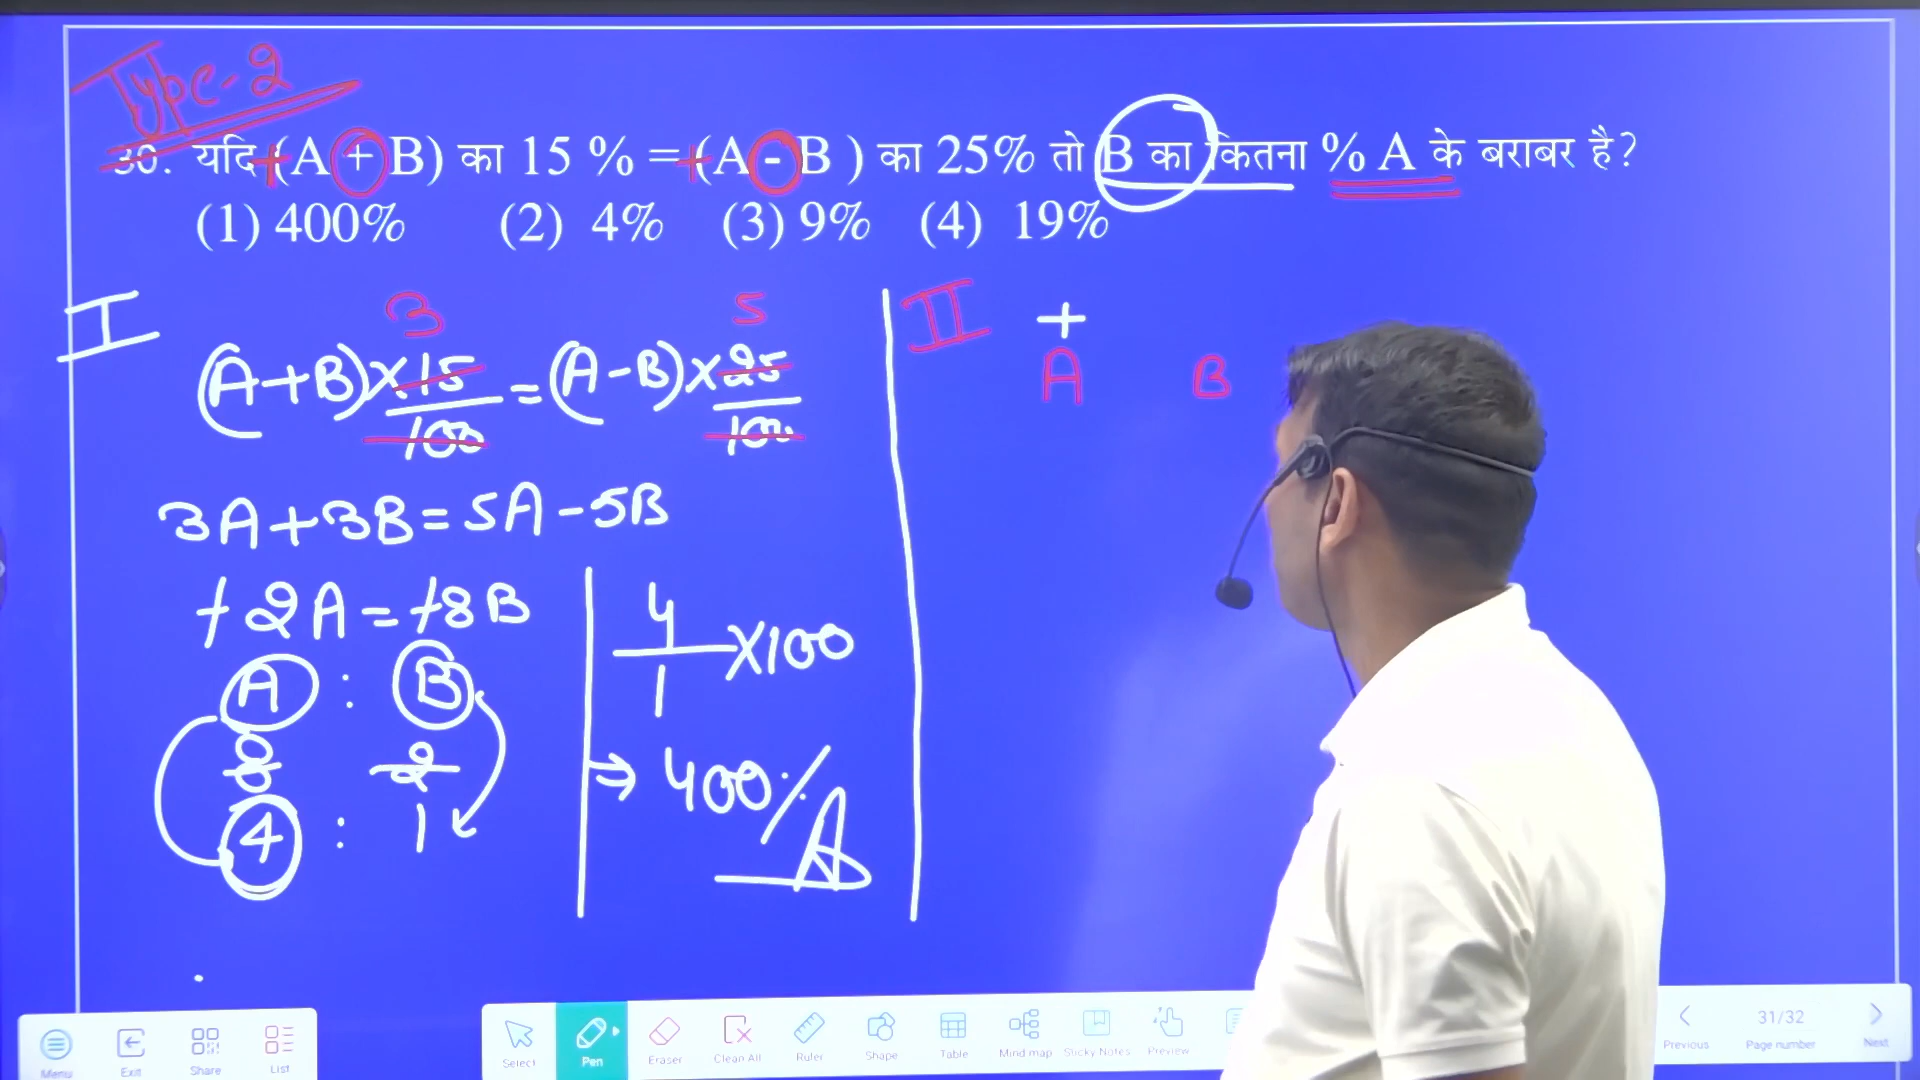 Type-2
30. यदि (A + B) का 15 % = (A - B ) का 25% तो B का कितना % A के बराबर है?
(1) 400% (2) 4% (3) 9% (4) 19%
I
3 5
(A+B)×15/100 = (A-B)×25/100
3A+3B=5A-5B
+2A=+8B
A : B
8 2
4 : 1
4/1 ×100
→ 400% A
II
+
A B
Menu Exit Share List
Select Pen Eraser Clean All Ruler Shape Table Mind map Sticky Notes Preview
Previous 31/32 Page number Next